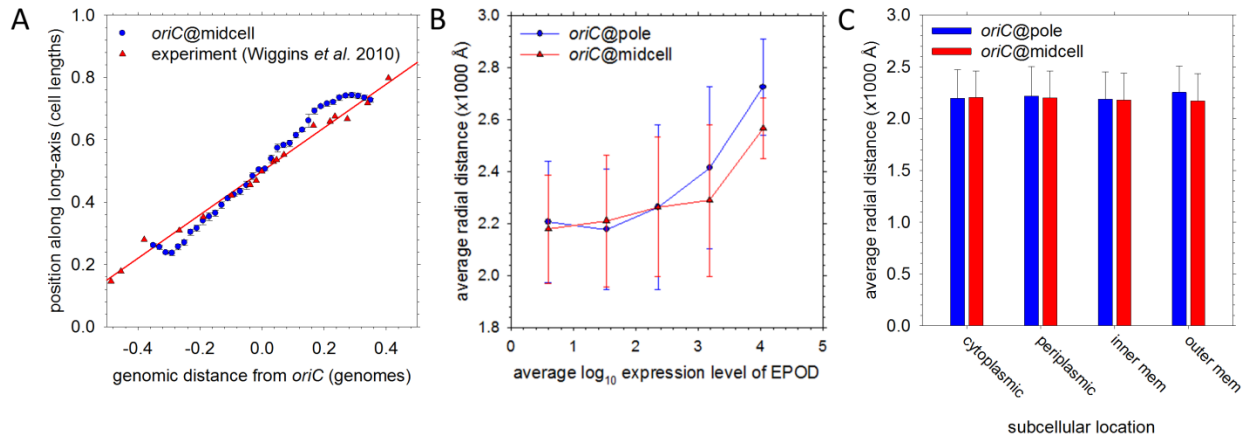 A
oriC@midcell
experiment (Wiggins et al. 2010)
position along long-axis (cell lengths)
1.0
0.8
0.6
0.4
0.2
0.0
-0.4 -0.2 0.0 0.2 0.4
genomic distance from oriC (genomes)
B
oriC@pole
oriC@midcell
average radial distance (x1000 Å)
3.0
2.8
2.6
2.4
2.2
2.0
1.8
0 1 2 3 4 5
average log10 expression level of EPOD
C
oriC@pole
oriC@midcell
average radial distance (x1000 Å)
3.0
2.5
2.0
1.5
1.0
0.5
0.0
cytoplasmic
periplasmic
inner mem
outer mem
subcellular location